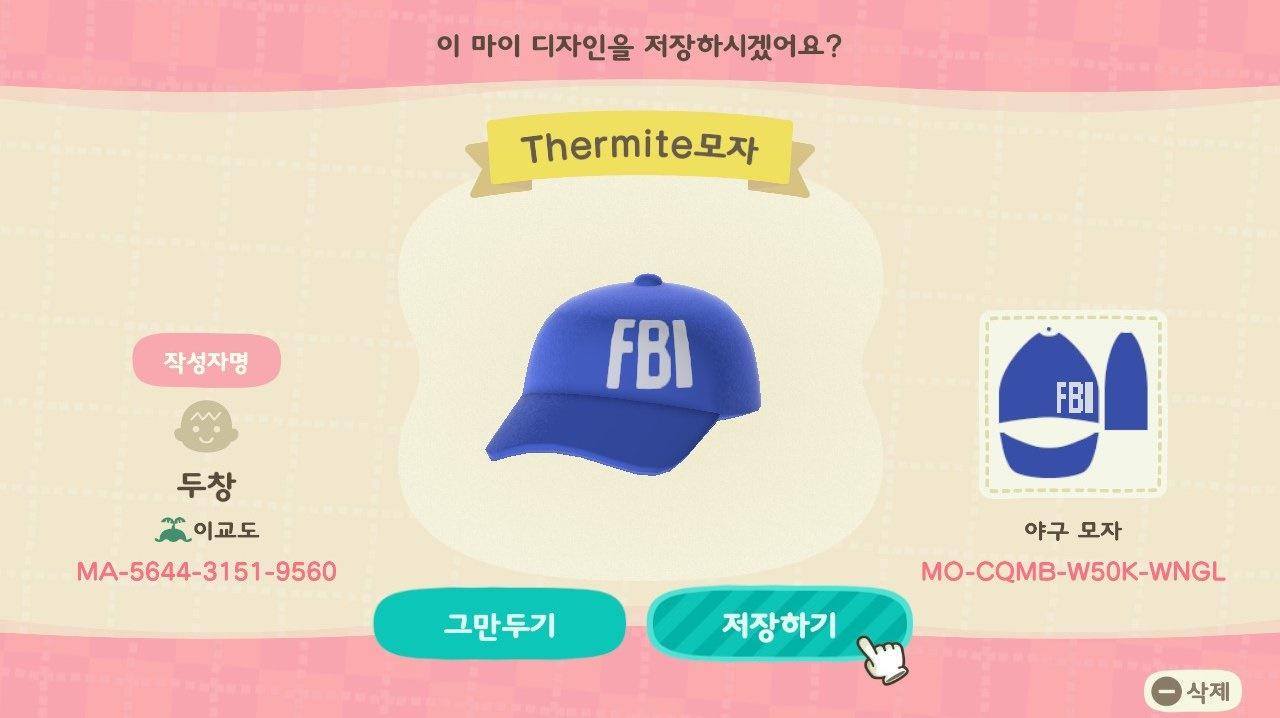 이 마이 디자인을 저장하시겠어요?
Thermite모자
FBI
FBI
작성자명
두창
이교도
MA-5644-3151-9560
야구 모자
MO-CQMB-W50K-WNGL
그만두기
저장하기
삭제